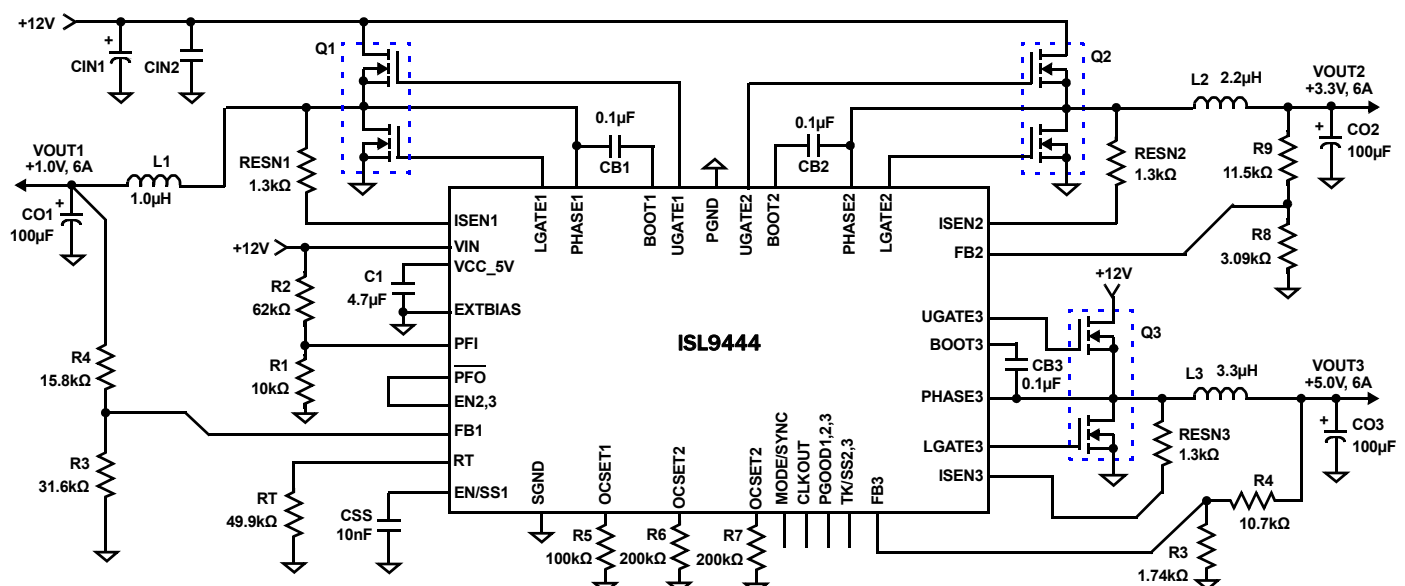 +12V
+
CIN1
CIN2
Q1
Q2
L2
2.2µH
VOUT2
+3.3V, 6A
0.1µF
CB1
0.1µF
CB2
+
CO2
100µF
R9
11.5kΩ
VOUT1
+1.0V, 6A
L1
1.0µH
RESN1
1.3kΩ
RESN2
1.3kΩ
+
CO1
100µF
LGATE1
PHASE1
BOOT1
UGATE1
PGND
UGATE2
BOOT2
PHASE2
LGATE2
ISEN1
ISEN2
R8
3.09kΩ
+12V
VIN
FB2
VCC_5V
C1
4.7µF
R2
62kΩ
EXTBIAS
+12V
UGATE3
Q3
PFI
ISL9444
BOOT3
CB3
0.1µF
R4
15.8kΩ
R1
10kΩ
PFO
EN2,3
PHASE3
L3
3.3µH
VOUT3
+5.0V, 6A
FB1
LGATE3
RESN3
1.3kΩ
+
CO3
100µF
R3
31.6kΩ
RT
ISEN3
RT
49.9kΩ
EN/SS1
CSS
10nF
SGND
OCSET1
OCSET2
OCSET2
MODE/SYNC
CLKOUT
PGOOD1,2,3
TK/SS2,3
FB3
R4
10.7kΩ
R5
100kΩ
R6
200kΩ
R7
200kΩ
R3
1.74kΩ